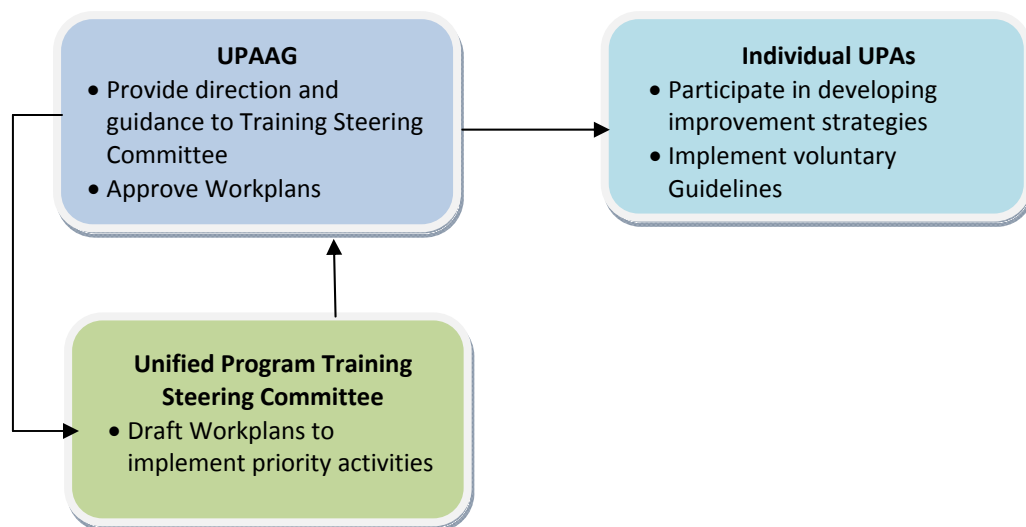 UPAAG
• Provide direction and
guidance to Training Steering
Committee
• Approve Workplans
Individual UPAs
• Participate in developing
improvement strategies
• Implement voluntary
Guidelines
Unified Program Training
Steering Committee
• Draft Workplans to
implement priority activities